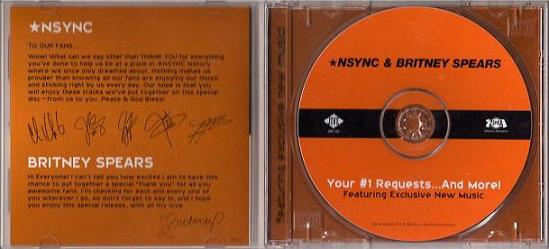 ★NSYNC
TO OUR FANS...
Wow! What can we say other than THANK YOU for everything
you've done to help us be at a place in ★NSYNC history
where we once only dreamed about. Nothing makes us
prouder than knowing all our fans are enjoying our music
and sticking right by us every day. Our hope is that you
will enjoy these tracks we've put together on this special
disc—from us to you. Peace & God Bless!
BRITNEY SPEARS
Hi Everyone! I can't tell you how excited I am to have this
chance to put together a special "thank you" for all you
awesome fans. I'm checking for each and every one of
you wherever I go, so don't forget to say hi, and I hope
you enjoy this special release, with all my love.
★NSYNC & BRITNEY SPEARS
JIVE
ZOMBA
Your #1 Requests...And More!
Featuring Exclusive New Music